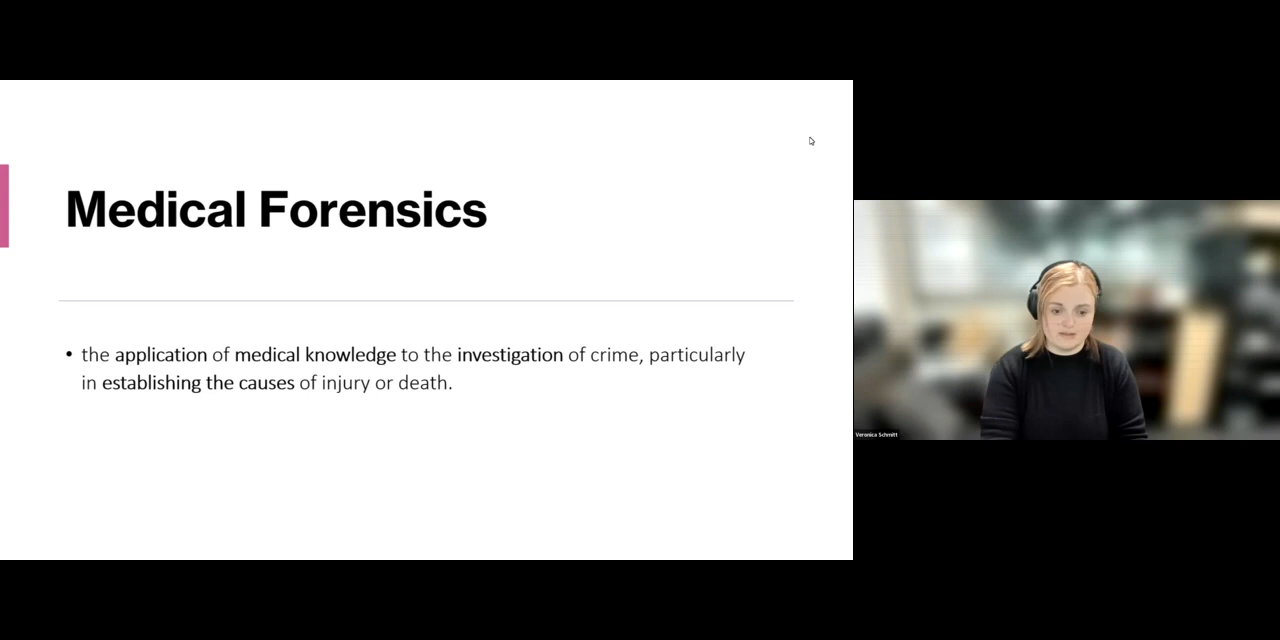 Medical Forensics
• the application of medical knowledge to the investigation of crime, particularly
in establishing the causes of injury or death.
Veronica Schmitt